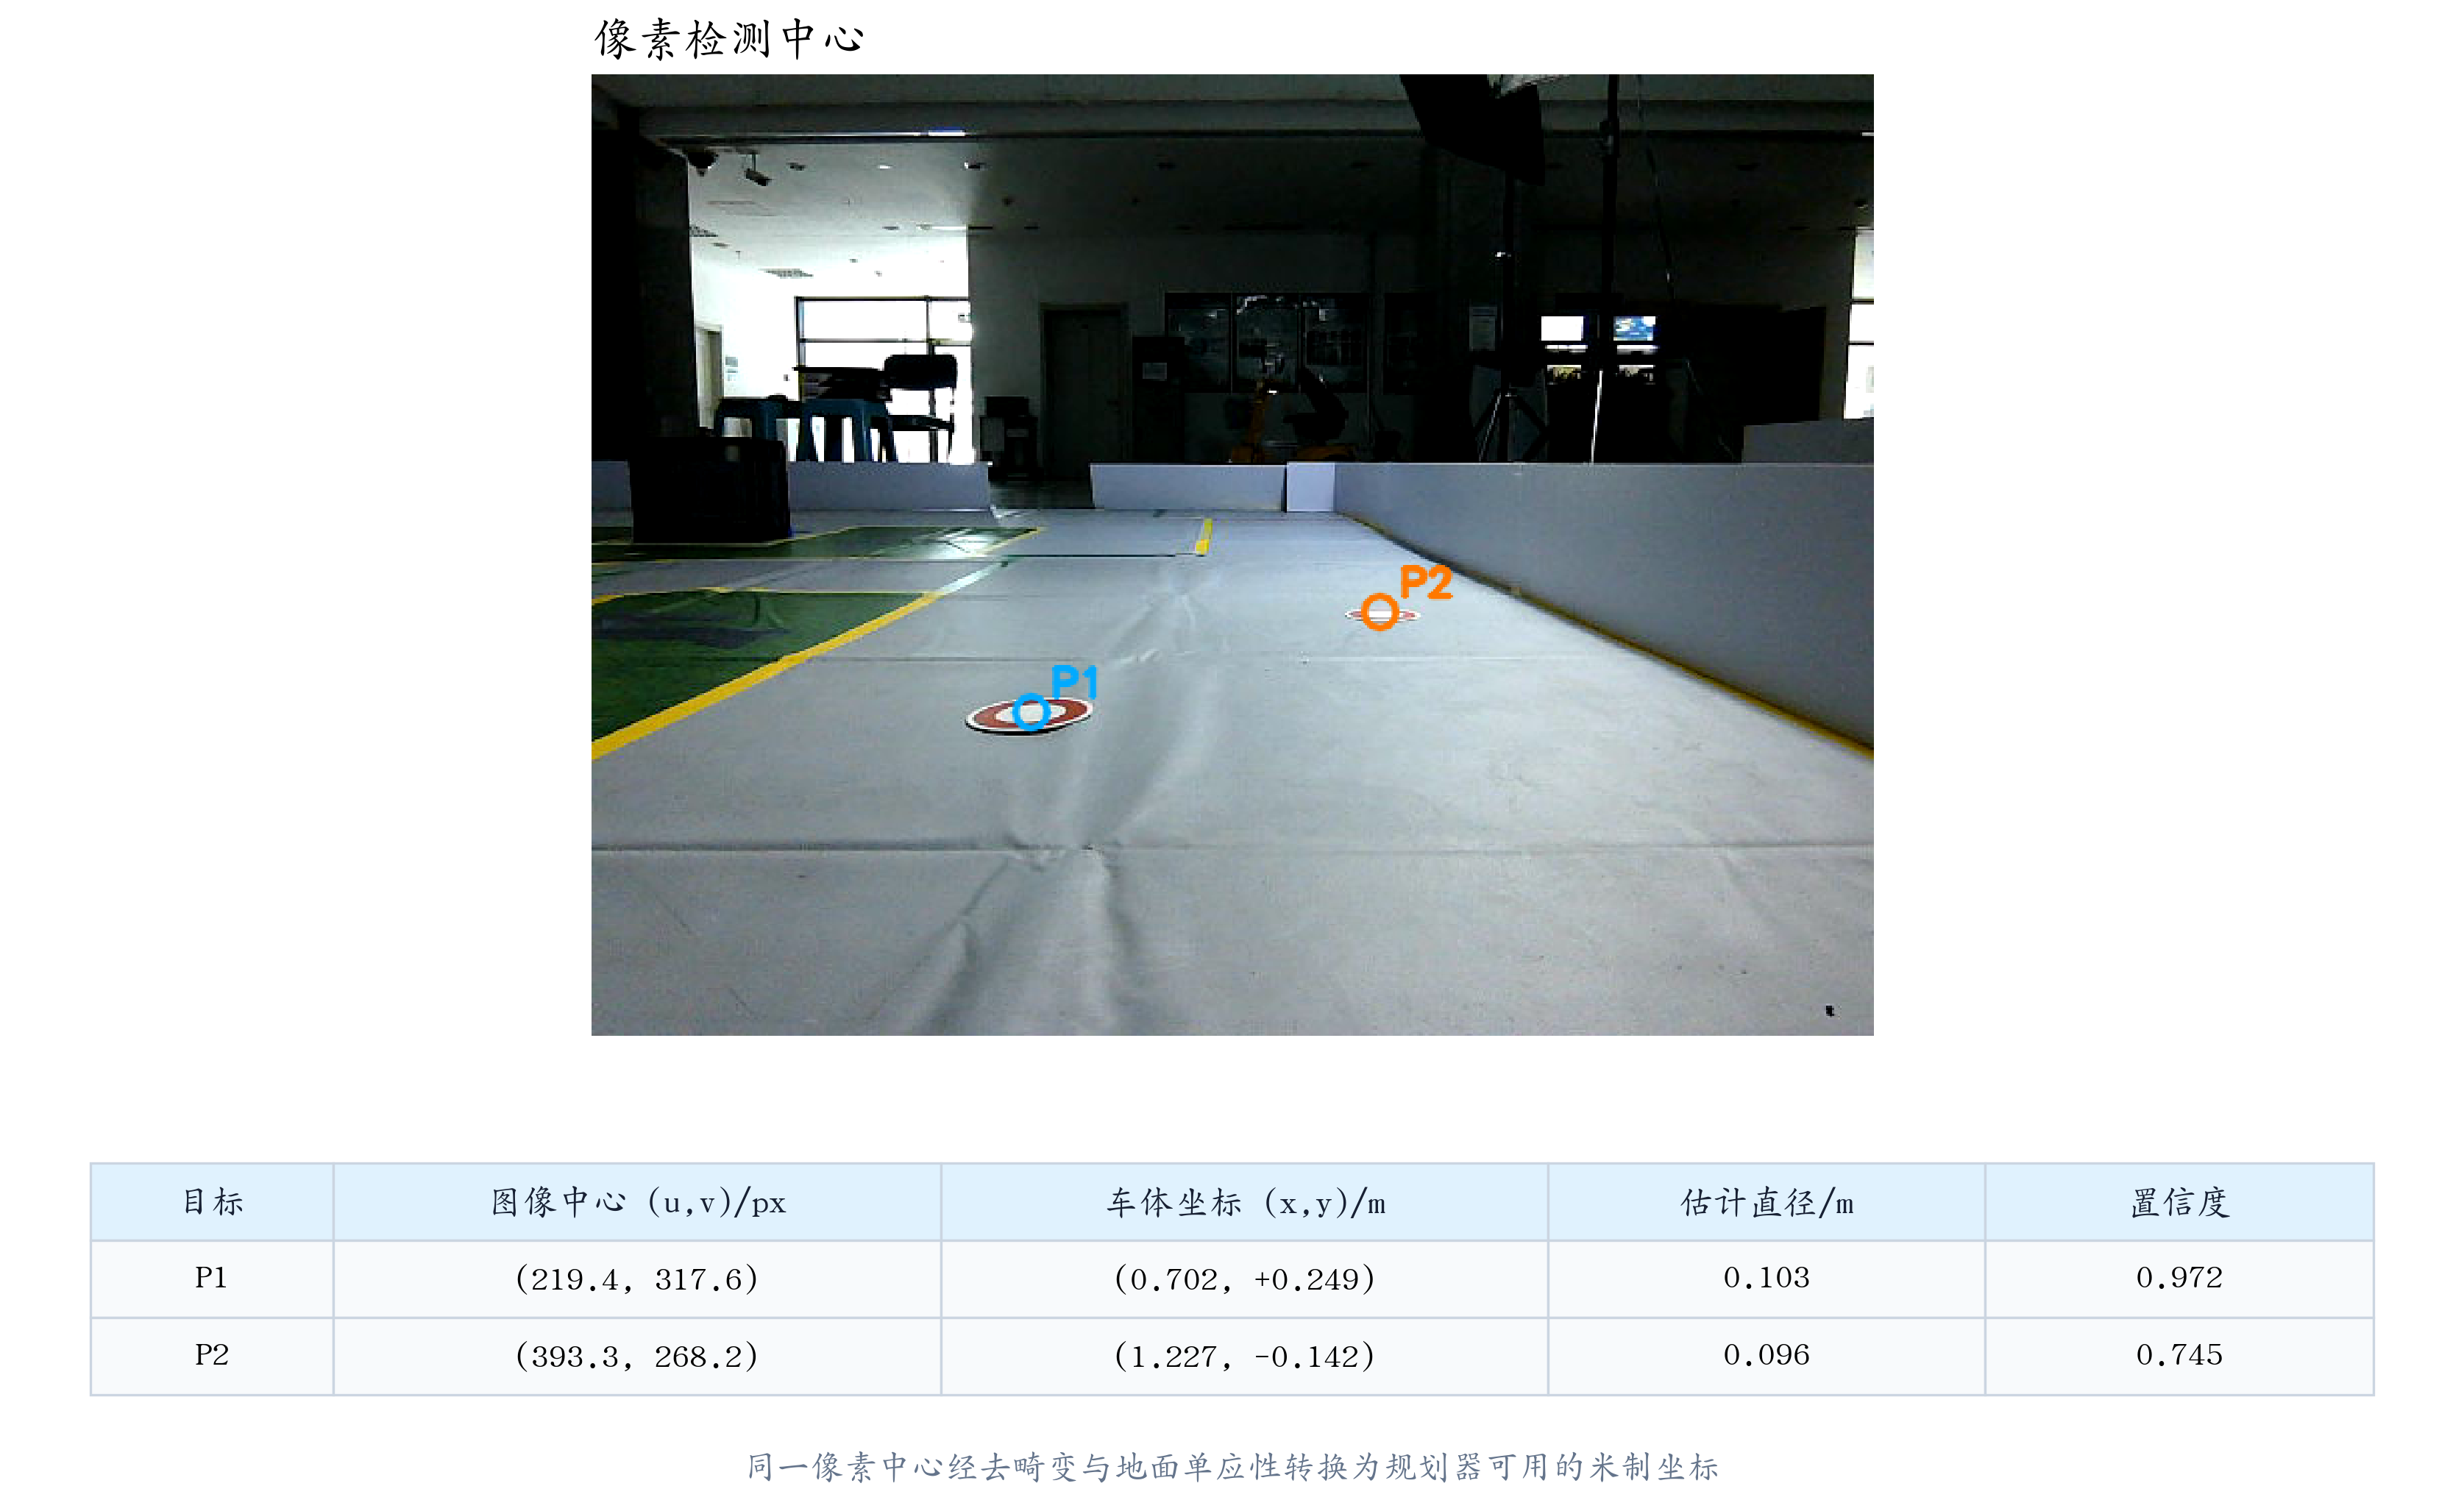 像素检测中心
P2
P1
目标 图像中心 (u,v)/px 车体坐标 (x,y)/m 估计直径/m 置信度
P1 (219.4, 317.6) (0.702, +0.249) 0.103 0.972
P2 (393.3, 268.2) (1.227, -0.142) 0.096 0.745
同一像素中心经去畸变与地面单应性转换为规划器可用的米制坐标